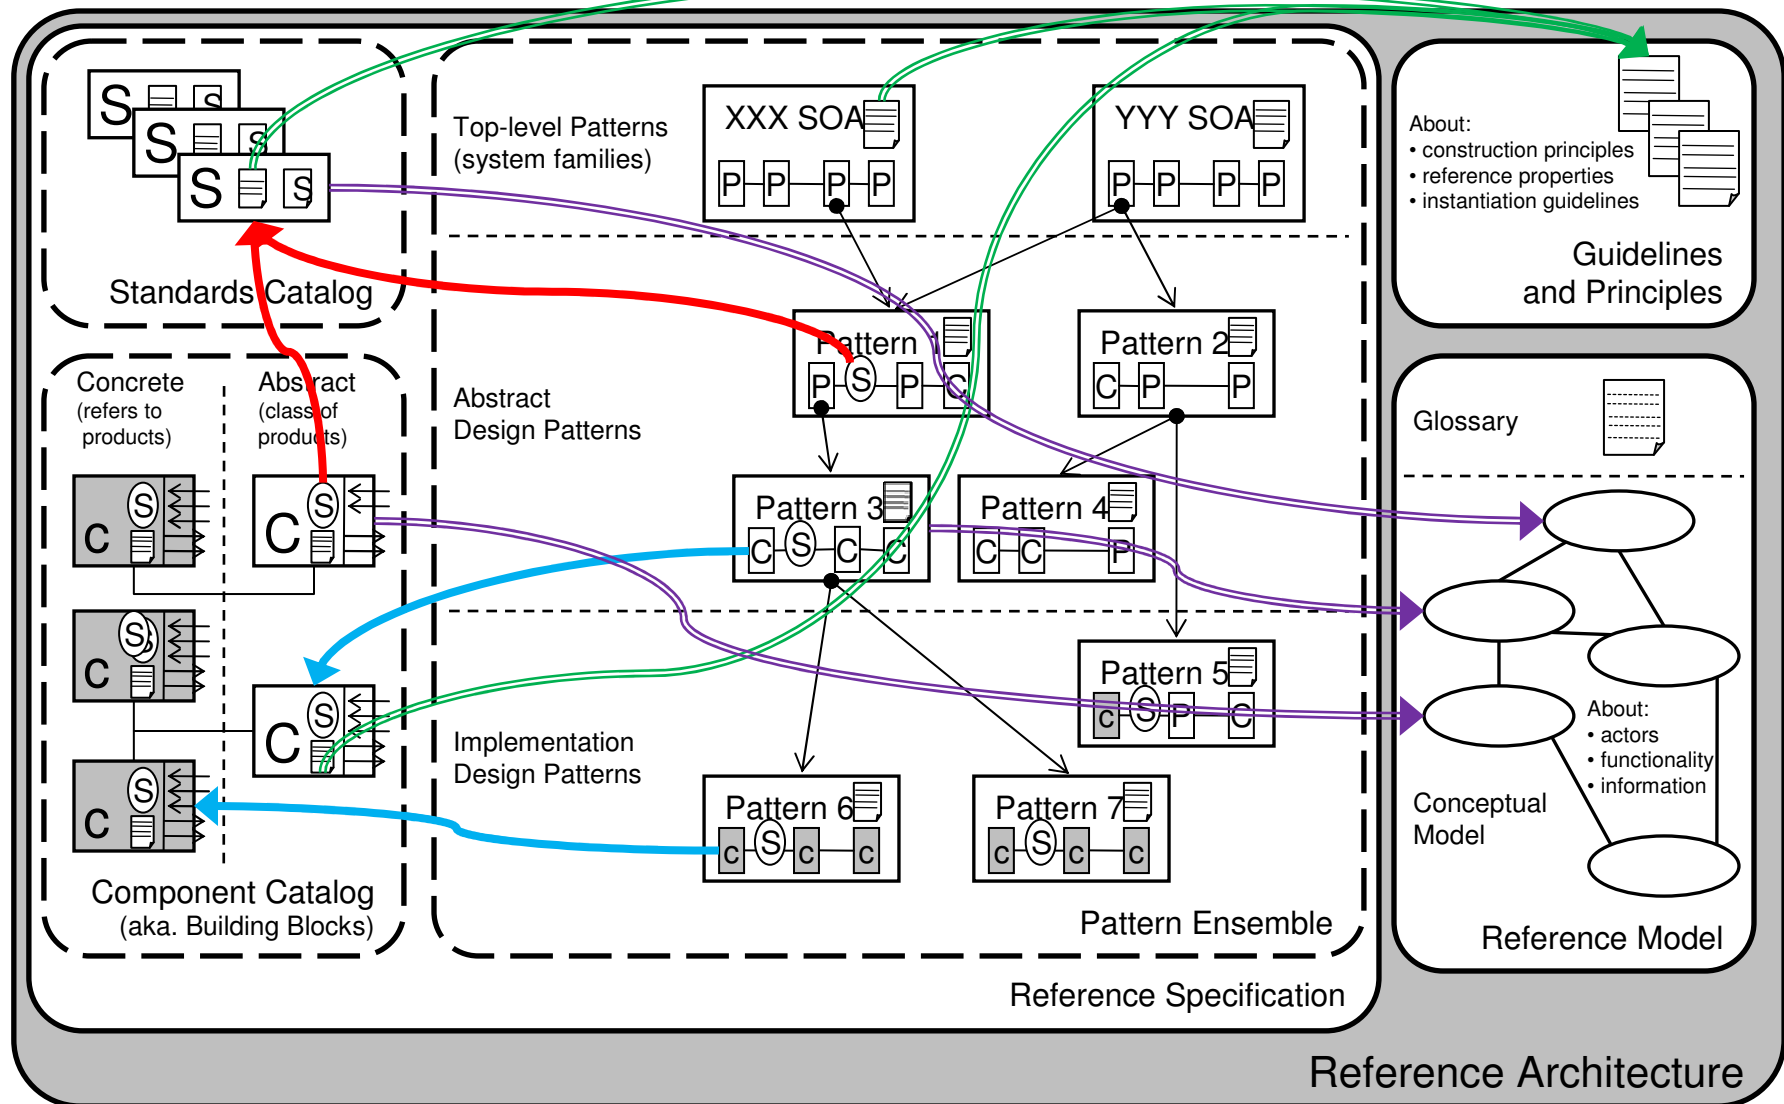 S
S
S
S
S
S
Standards Catalog
Concrete
(refers to
products)
Abstract
(class of
products)
S
C
S
C
S
S
C
S
C
S
C
Component Catalog
(aka. Building Blocks)
Top-level Patterns
(system families)
XXX SOA
P P P P
YYY SOA
P P P P
Abstract
Design Patterns
Pattern 1
P S P C
Pattern 2
C P P
Pattern 3
C S C C
Pattern 4
C C P
Implementation
Design Patterns
Pattern 5
c S P C
Pattern 6
c S c c
Pattern 7
c S c c
Pattern Ensemble
Reference Specification
About:
• construction principles
• reference properties
• instantiation guidelines
Guidelines
and Principles
Glossary
About:
• actors
• functionality
• information
Conceptual
Model
Reference Model
Reference Architecture